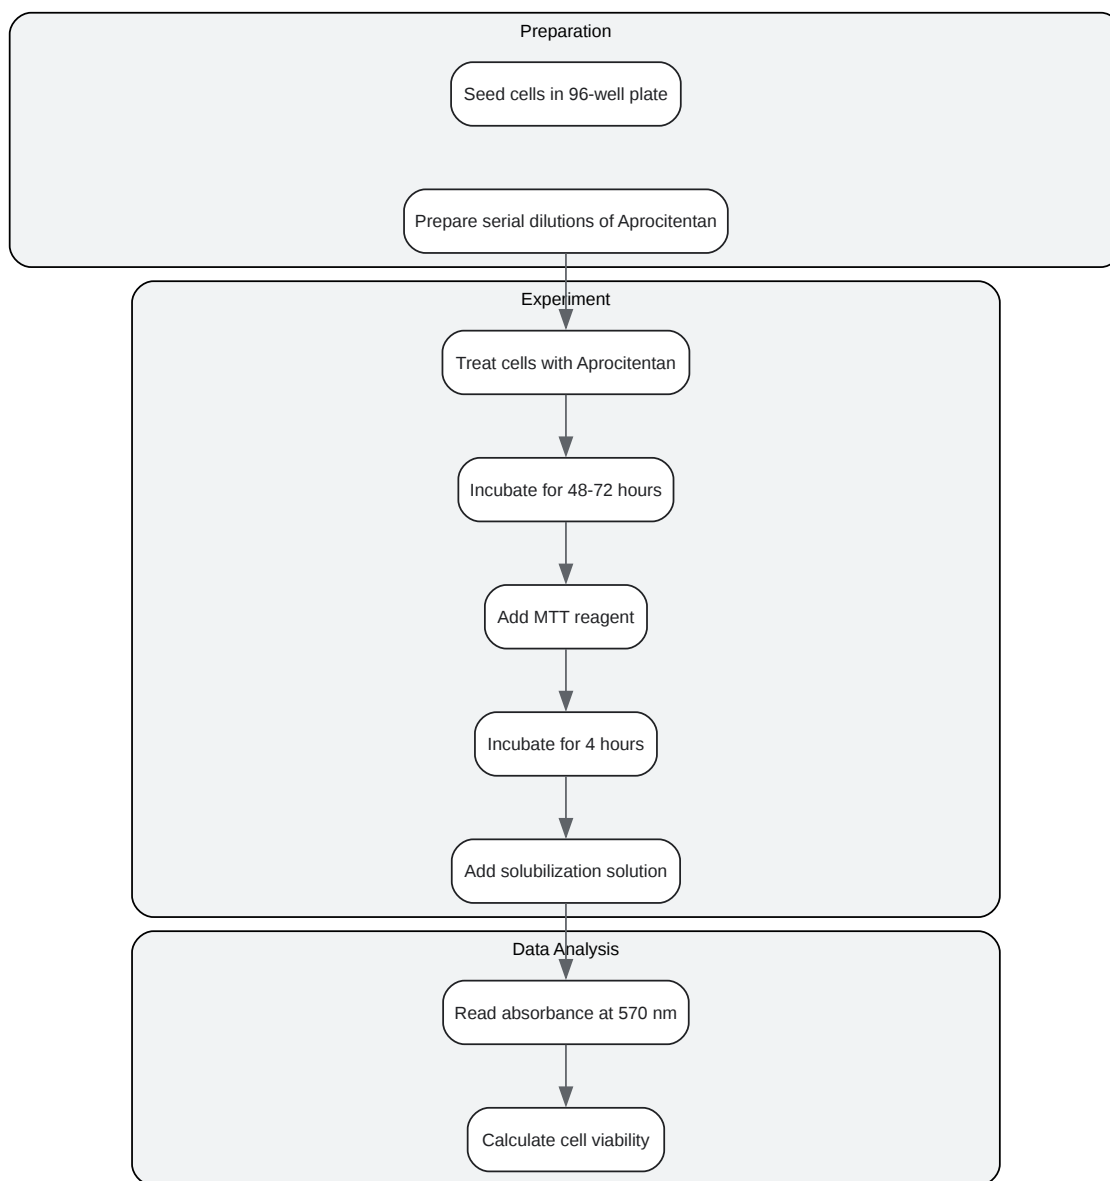 Preparation
Seed cells in 96-well plate
Prepare serial dilutions of Aprocitentan
Experiment
Treat cells with Aprocitentan
Incubate for 48-72 hours
Add MTT reagent
Incubate for 4 hours
Add solubilization solution
Data Analysis
Read absorbance at 570 nm
Calculate cell viability